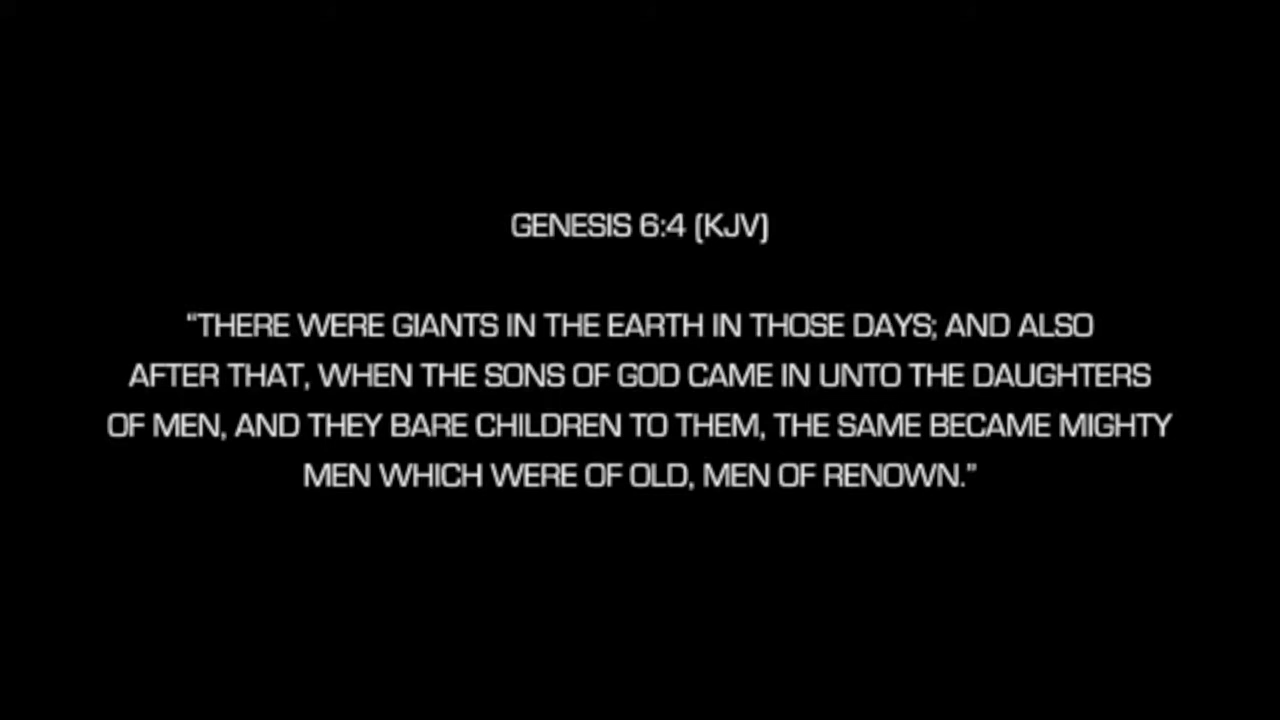 GENESIS 6:4 (KJV)
“THERE WERE GIANTS IN THE EARTH IN THOSE DAYS; AND ALSO
AFTER THAT, WHEN THE SONS OF GOD CAME IN UNTO THE DAUGHTERS
OF MEN, AND THEY BARE CHILDREN TO THEM, THE SAME BECAME MIGHTY
MEN WHICH WERE OF OLD, MEN OF RENOWN.”